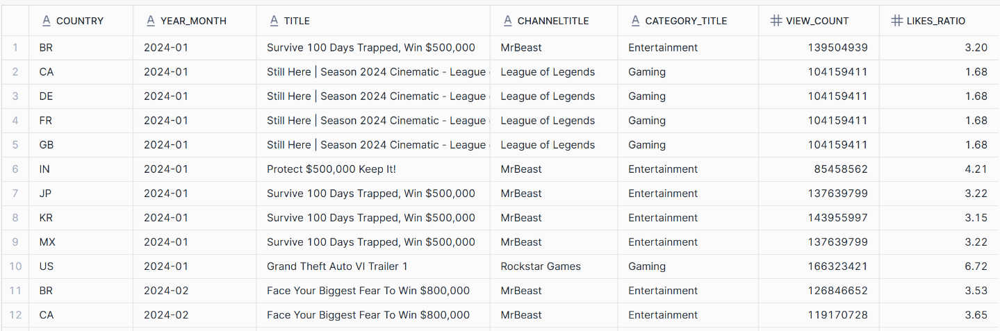 COUNTRY YEAR_MONTH TITLE CHANNELTITLE CATEGORY_TITLE VIEW_COUNT LIKES_RATIO
1 BR 2024-01 Survive 100 Days Trapped, Win $500,000 MrBeast Entertainment 139504939 3.20
2 CA 2024-01 Still Here | Season 2024 Cinematic - League League of Legends Gaming 104159411 1.68
3 DE 2024-01 Still Here | Season 2024 Cinematic - League League of Legends Gaming 104159411 1.68
4 FR 2024-01 Still Here | Season 2024 Cinematic - League League of Legends Gaming 104159411 1.68
5 GB 2024-01 Still Here | Season 2024 Cinematic - League League of Legends Gaming 104159411 1.68
6 IN 2024-01 Protect $500,000 Keep It! MrBeast Entertainment 85458562 4.21
7 JP 2024-01 Survive 100 Days Trapped, Win $500,000 MrBeast Entertainment 137639799 3.22
8 KR 2024-01 Survive 100 Days Trapped, Win $500,000 MrBeast Entertainment 143955997 3.15
9 MX 2024-01 Survive 100 Days Trapped, Win $500,000 MrBeast Entertainment 137639799 3.22
10 US 2024-01 Grand Theft Auto VI Trailer 1 Rockstar Games Gaming 166323421 6.72
11 BR 2024-02 Face Your Biggest Fear To Win $800,000 MrBeast Entertainment 126846652 3.53
12 CA 2024-02 Face Your Biggest Fear To Win $800,000 MrBeast Entertainment 119170728 3.65